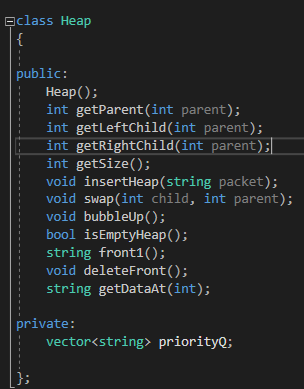 class Heap
{
public:
Heap();
int getParent(int parent);
int getLeftChild(int parent);
int getRightChild(int parent);
int getSize();
void insertHeap(string packet);
void swap(int child, int parent);
void bubbleUp();
bool isEmptyHeap();
string front1();
void deleteFront();
string getDataAt(int);
private:
vector<string> priorityQ;
};